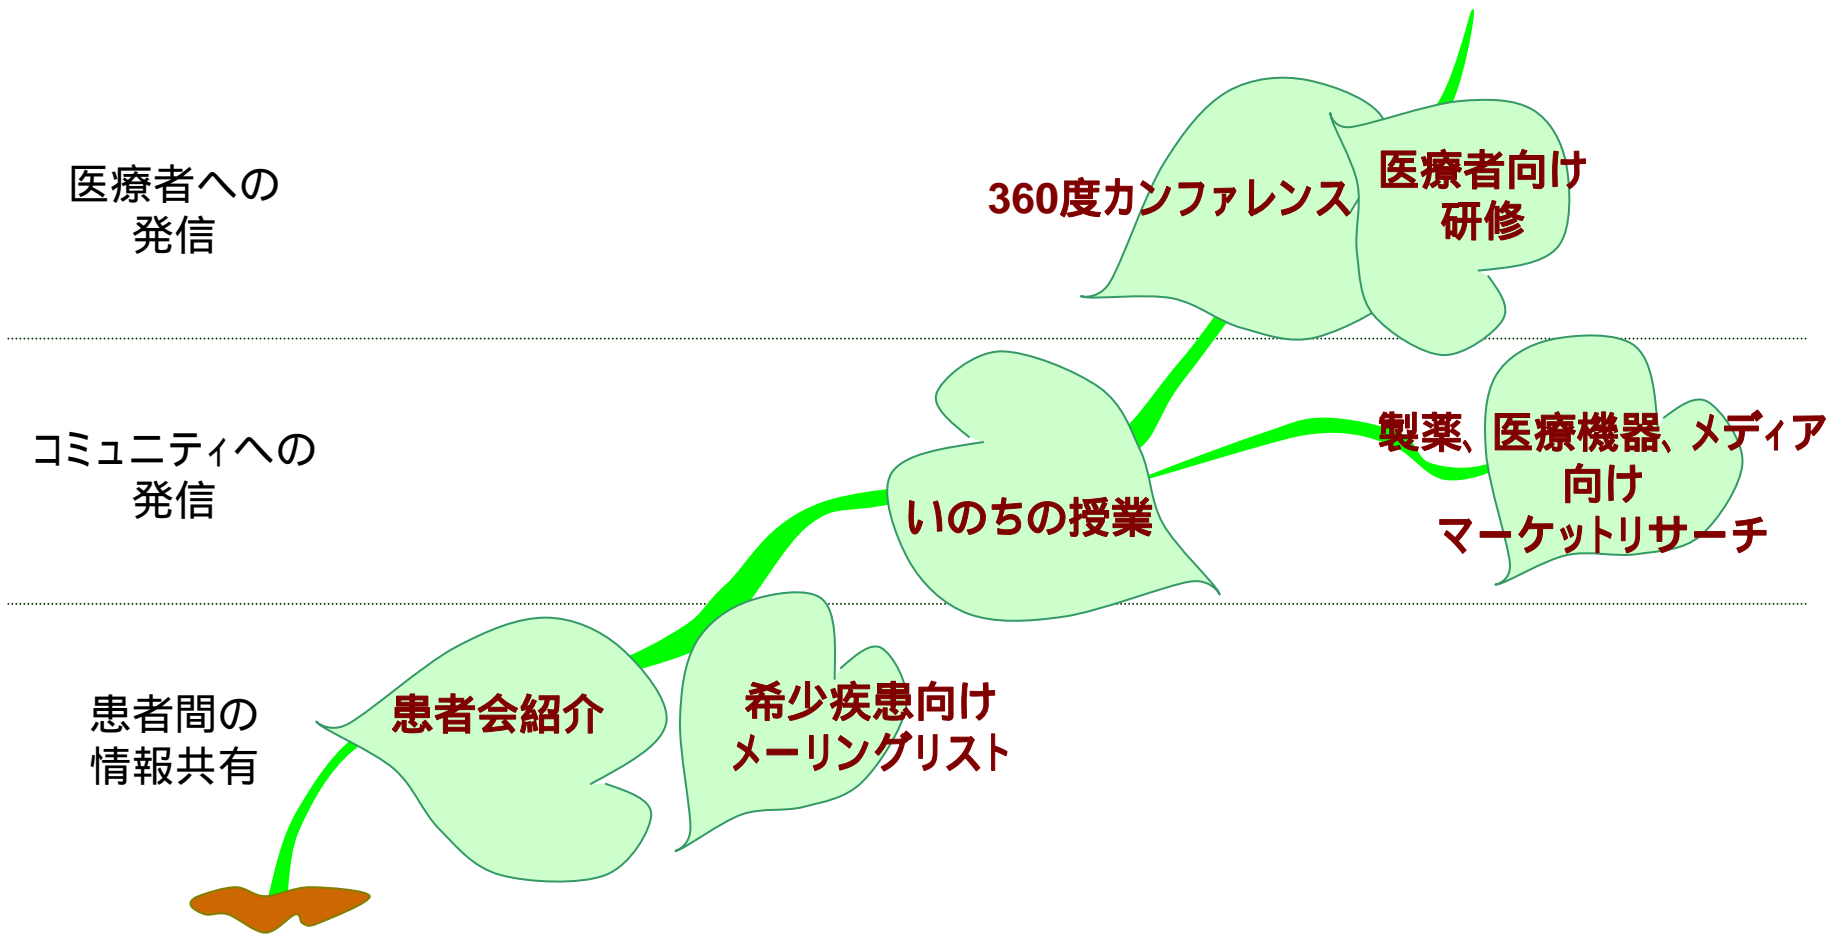 医療者への
発信
360度カンファレンス
医療者向け
研修
コミュニティへの
発信
いのちの授業
製薬、医療機器、メディア
向け
マーケットリサーチ
患者間の
情報共有
患者会紹介
希少疾患向け
メーリングリスト